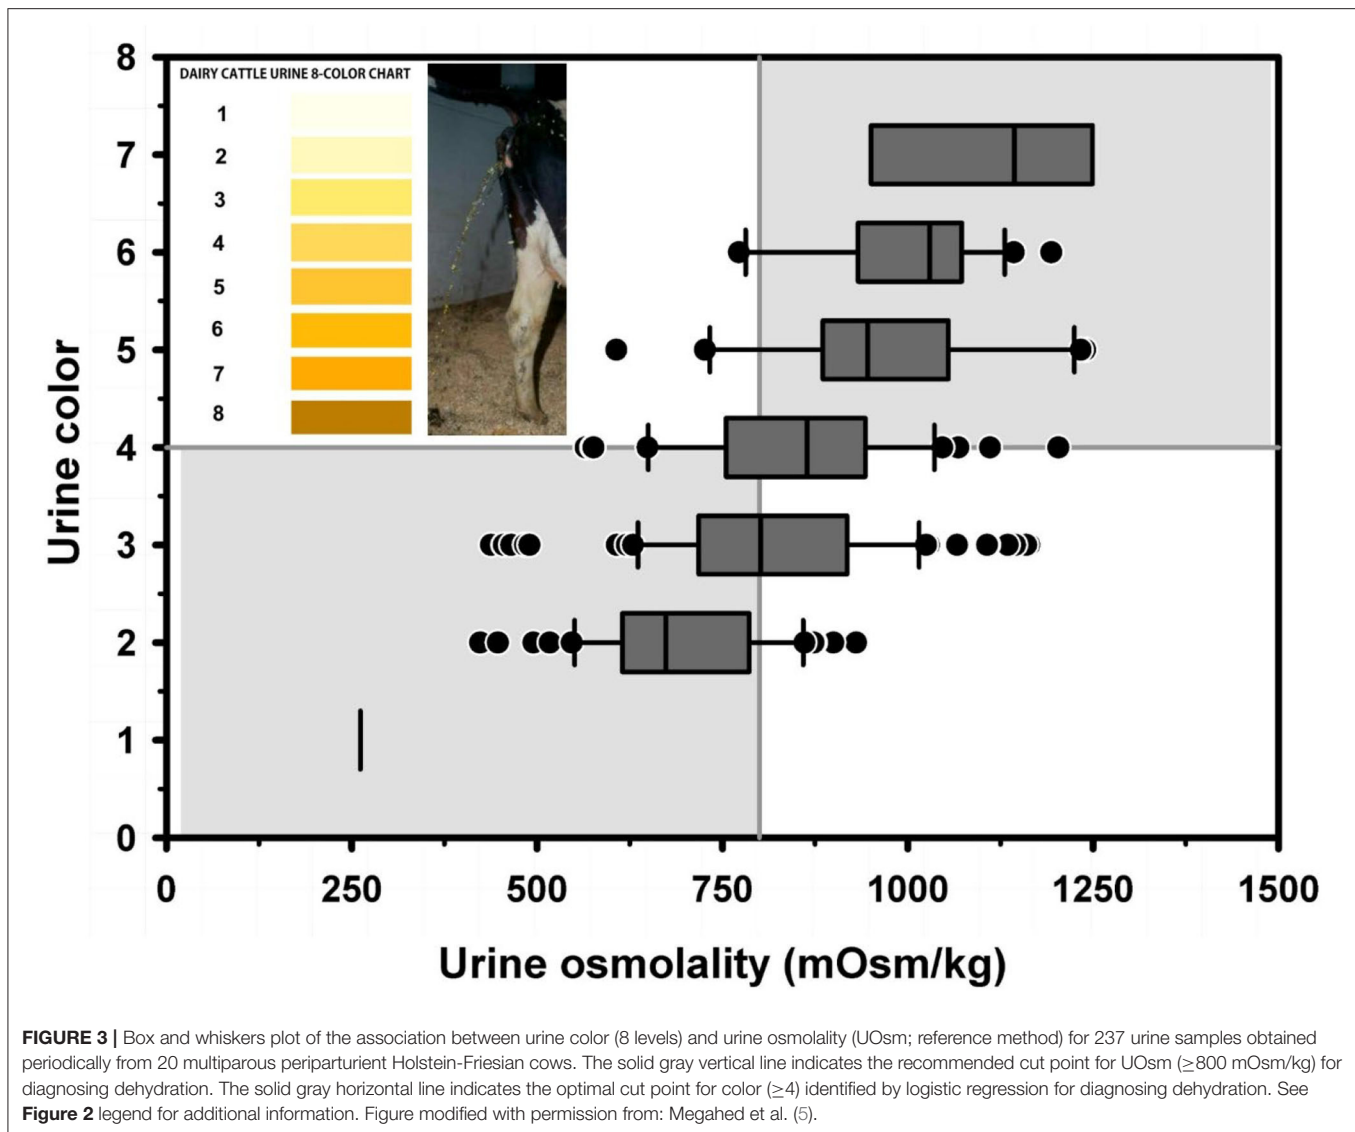 8
DAIRY CATTLE URINE 8-COLOR CHART
1
2
3
4
5
6
7
8
7
6
5
4
3
2
1
0
Urine color
0 250 500 750 1000 1250 1500
Urine osmolality (mOsm/kg)
FIGURE 3 | Box and whiskers plot of the association between urine color (8 levels) and urine osmolality (UOsm; reference method) for 237 urine samples obtained
periodically from 20 multiparous periparturient Holstein-Friesian cows. The solid gray vertical line indicates the recommended cut point for UOsm (≥800 mOsm/kg) for
diagnosing dehydration. The solid gray horizontal line indicates the optimal cut point for color (≥4) identified by logistic regression for diagnosing dehydration. See
Figure 2 legend for additional information. Figure modified with permission from: Megahed et al. (5).